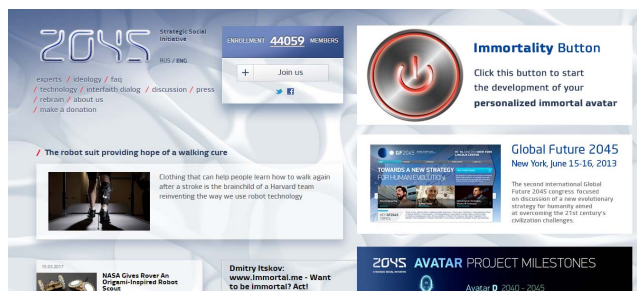 2045
Strategic Social
Initiative
RUS / ENG
experts / ideology / faq
/ technology / interfaith dialog / discussion / press
/ rebrain / about us
/ make a donation
ENROLLMENT 44059 MEMBERS
+ Join us
Immortality Button
Click this button to start
the development of your
personalized immortal avatar
/ The robot suit providing hope of a walking cure
Clothing that can help people learn how to walk again
after a stroke is the brainchild of a Harvard team
reinventing the way we use robot technology
GF2045
TOWARDS A NEW STRATEGY
FOR HUMAN EVOLUTION
Global Future 2045
New York, June 15-16, 2013
The second international Global
Future 2045 congress focused
on discussion of a new evolutionary
strategy for humanity aimed
at overcoming the 21st century's
civilization challenges.
15.03.2017
NASA Gives Rover An
Origami-Inspired Robot
Scout
Dmitry Itskov:
www.Immortal.me - Want
to be immortal? Act!
2045 AVATAR PROJECT MILESTONES
STRATEGIC SOCIAL INITIATIVE
Avatar D 2040 - 2045